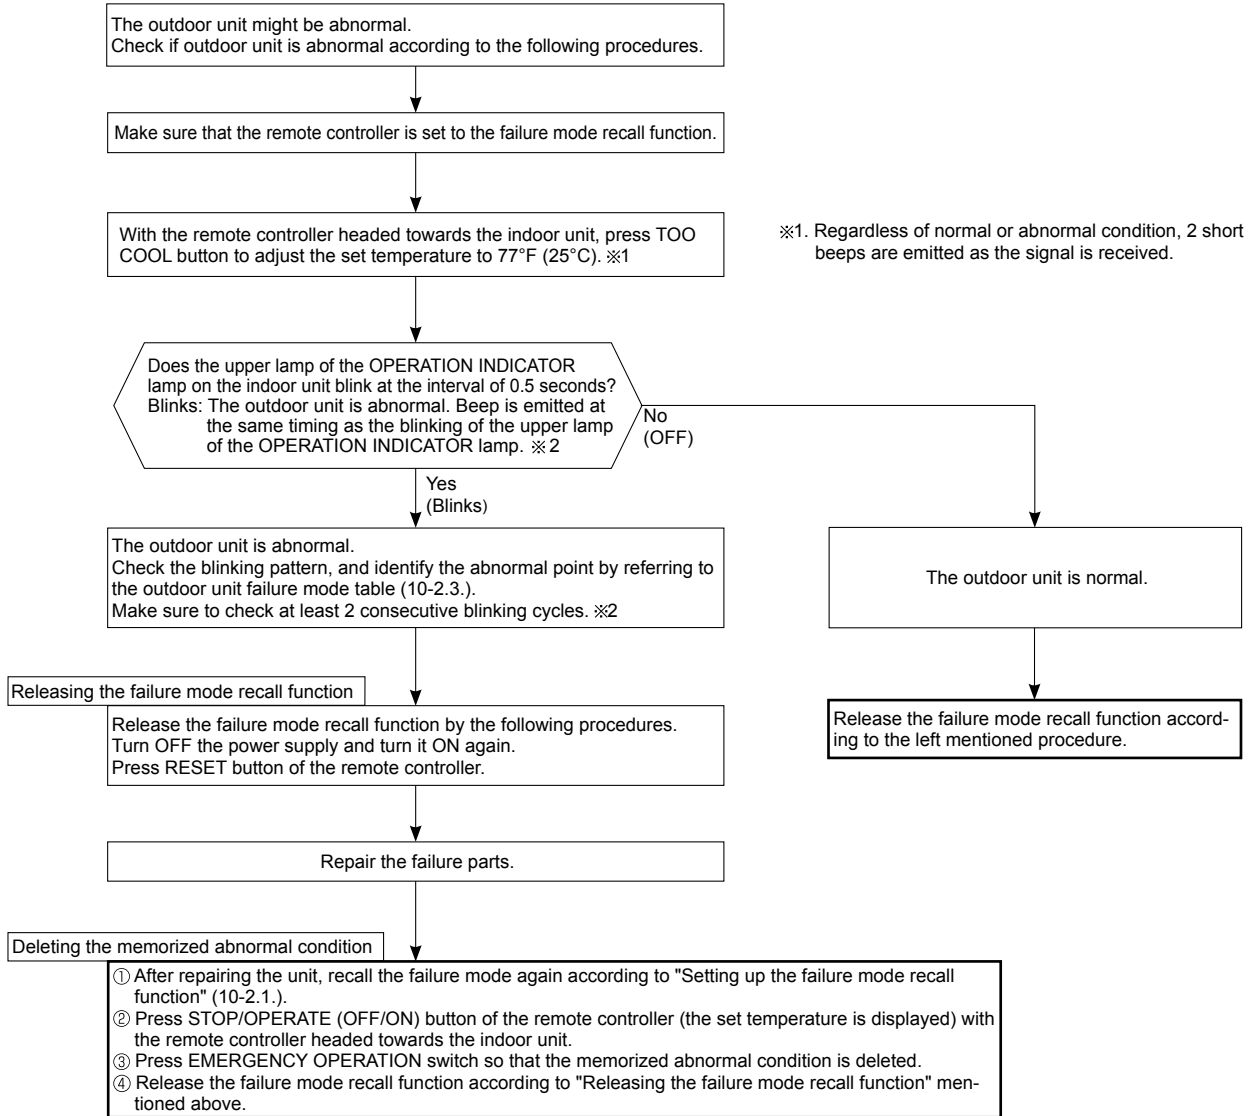 The outdoor unit might be abnormal.
Check if outdoor unit is abnormal according to the following procedures.
Make sure that the remote controller is set to the failure mode recall function.
With the remote controller headed towards the indoor unit, press TOO
COOL button to adjust the set temperature to 77°F (25°C). ※1
※1. Regardless of normal or abnormal condition, 2 short
beeps are emitted as the signal is received.
Does the upper lamp of the OPERATION INDICATOR
lamp on the indoor unit blink at the interval of 0.5 seconds?
Blinks: The outdoor unit is abnormal. Beep is emitted at
the same timing as the blinking of the upper lamp
of the OPERATION INDICATOR lamp. ※2
No
(OFF)
Yes
(Blinks)
The outdoor unit is abnormal.
Check the blinking pattern, and identify the abnormal point by referring to
the outdoor unit failure mode table (10-2.3.).
Make sure to check at least 2 consecutive blinking cycles. ※2
The outdoor unit is normal.
Releasing the failure mode recall function
Release the failure mode recall function by the following procedures.
Turn OFF the power supply and turn it ON again.
Press RESET button of the remote controller.
Release the failure mode recall function accord-
ing to the left mentioned procedure.
Repair the failure parts.
Deleting the memorized abnormal condition
① After repairing the unit, recall the failure mode again according to "Setting up the failure mode recall
function" (10-2.1.).
② Press STOP/OPERATE (OFF/ON) button of the remote controller (the set temperature is displayed) with
the remote controller headed towards the indoor unit.
③ Press EMERGENCY OPERATION switch so that the memorized abnormal condition is deleted.
④ Release the failure mode recall function according to "Releasing the failure mode recall function" men-
tioned above.